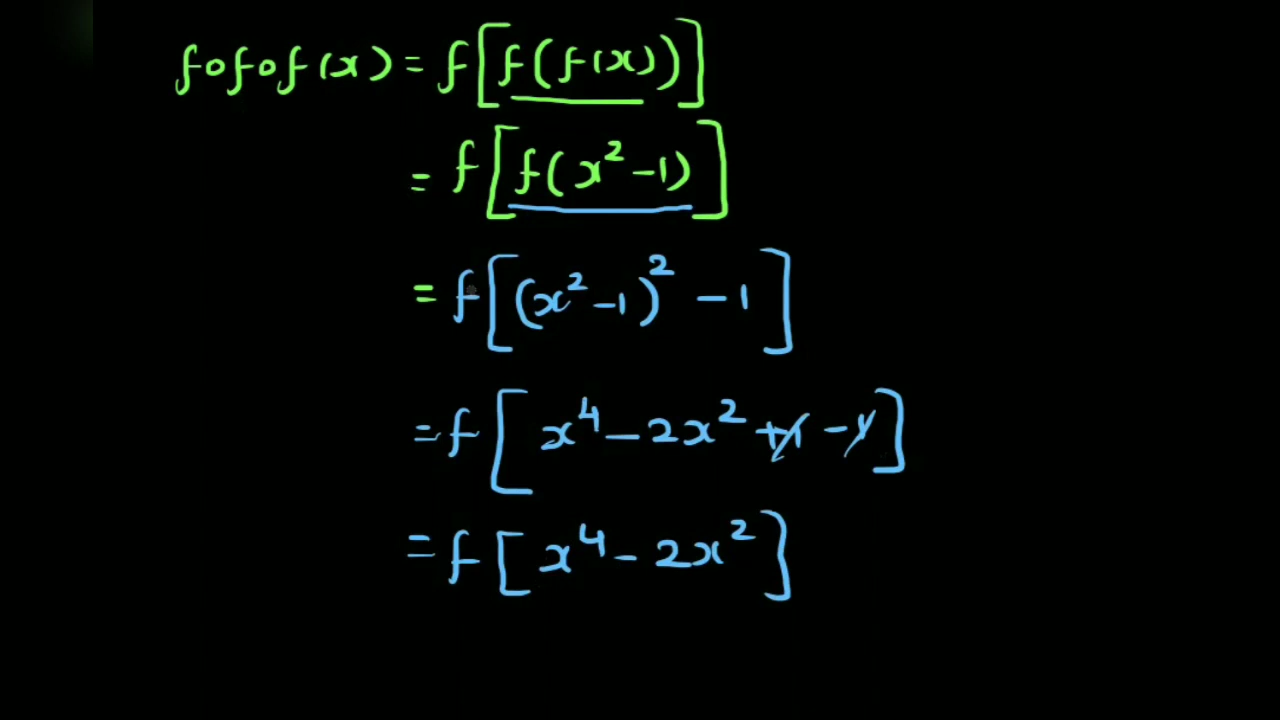 fofof(x) = f[f(f(x))]
= f[f(x² -1)]
= f[(x² -1)² - 1]
= f[x⁴ - 2x² +1 - 1]
= f[x⁴ - 2x²]